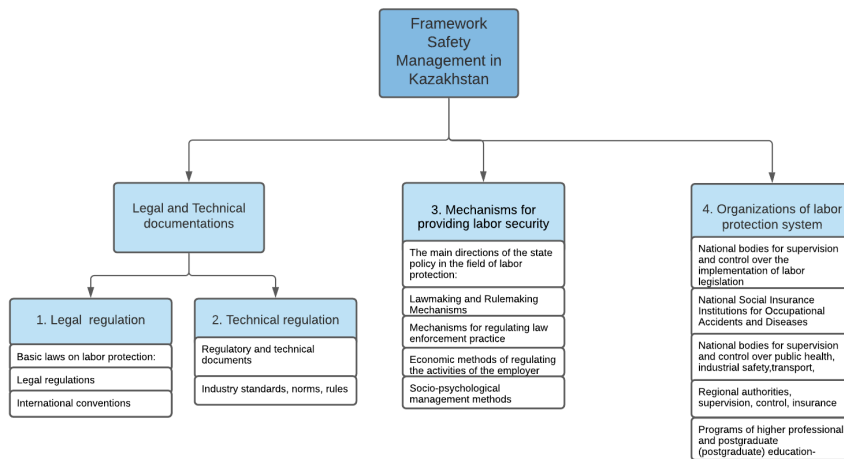 Framework
Safety
Management in
Kazakhstan
Legal and Technical
documentations
3. Mechanisms for
providing labor security
The main directions of the state
policy in the field of labor
protection:
Lawmaking and Rulemaking
Mechanisms
Mechanisms for regulating law
enforcement practice
Economic methods of regulating
the activities of the employer
Socio-psychological
management methods
4. Organizations of labor
protection system
National bodies for supervision
and control over the
implementation of labor
legislation
National Social Insurance
Institutions for Occupational
Accidents and Diseases
National bodies for supervision
and control over public health,
industrial safety,transport,
Regional authorities,
supervision, control, insurance
Programs of higher professional
and postgraduate
(postgraduate) education-
1. Legal regulation
Basic laws on labor protection:
Legal regulations
International conventions
2. Technical regulation
Regulatory and technical
documents
Industry standards, norms, rules